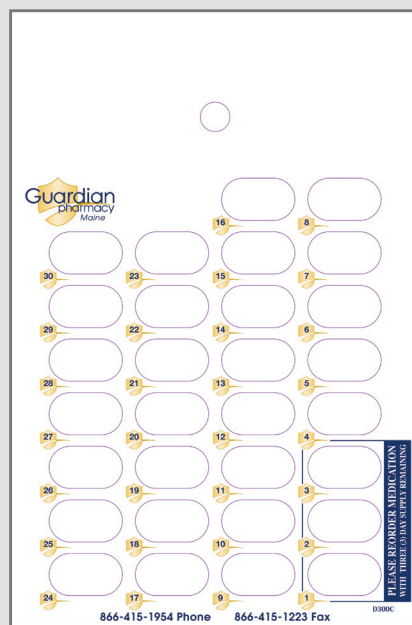 Guardian
pharmacy
Maine
16 8
30 23 15 7
29 22 14 6
28 21 13 5
27 20 12 4
26 19 11 3
25 18 10 2
24 17 9 1
PLEASE REORDER MEDICATION
WITH THREE (3) DAY SUPPLY REMAINING
D300C
866-415-1954 Phone 866-415-1223 Fax